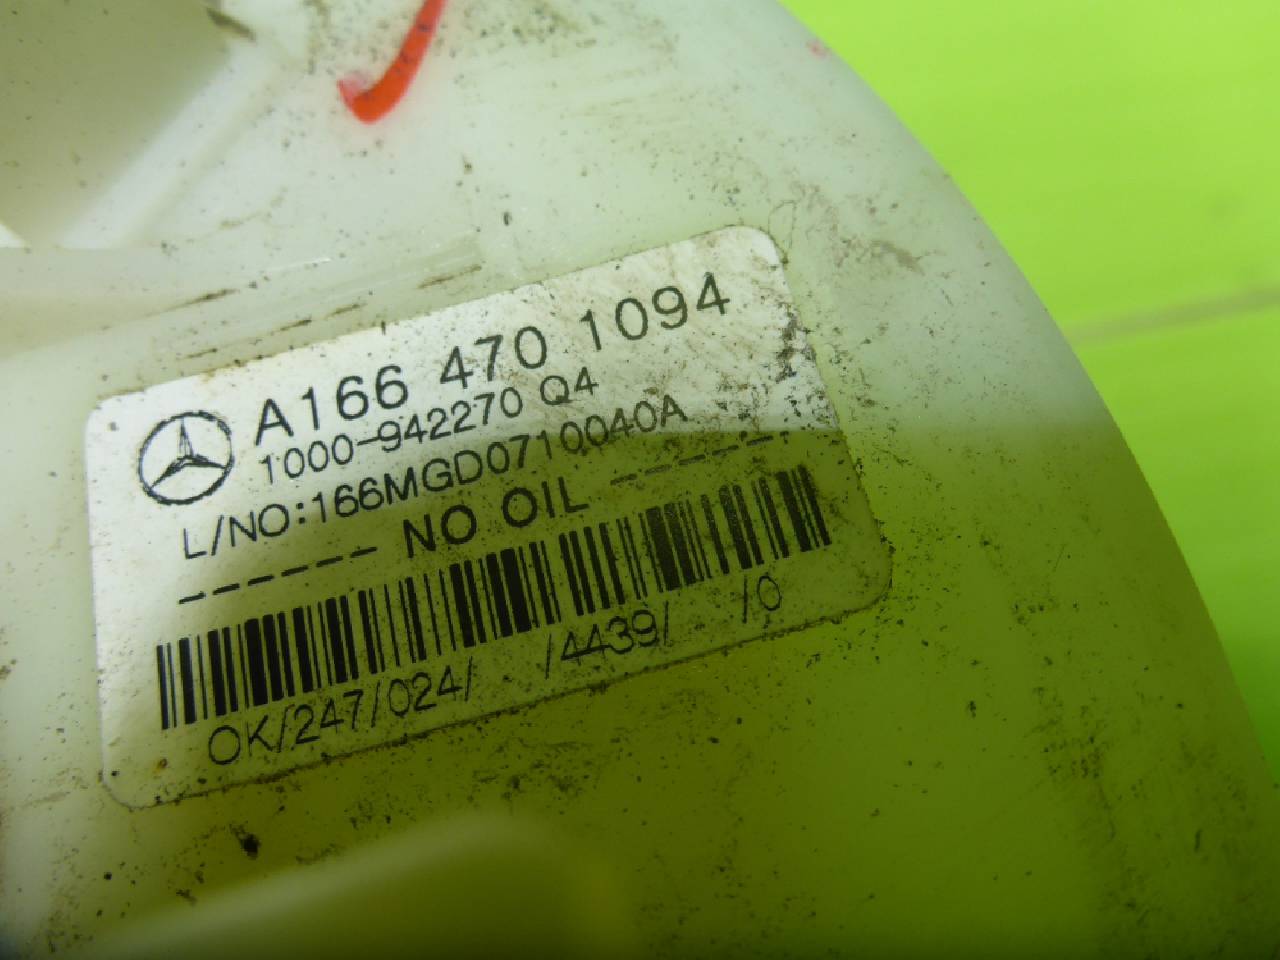 A166 470 1094
1000-942270 Q4
L/NO:166MGD0710040A
------ NO OIL ------
OK/247/024/ /4439/ /0